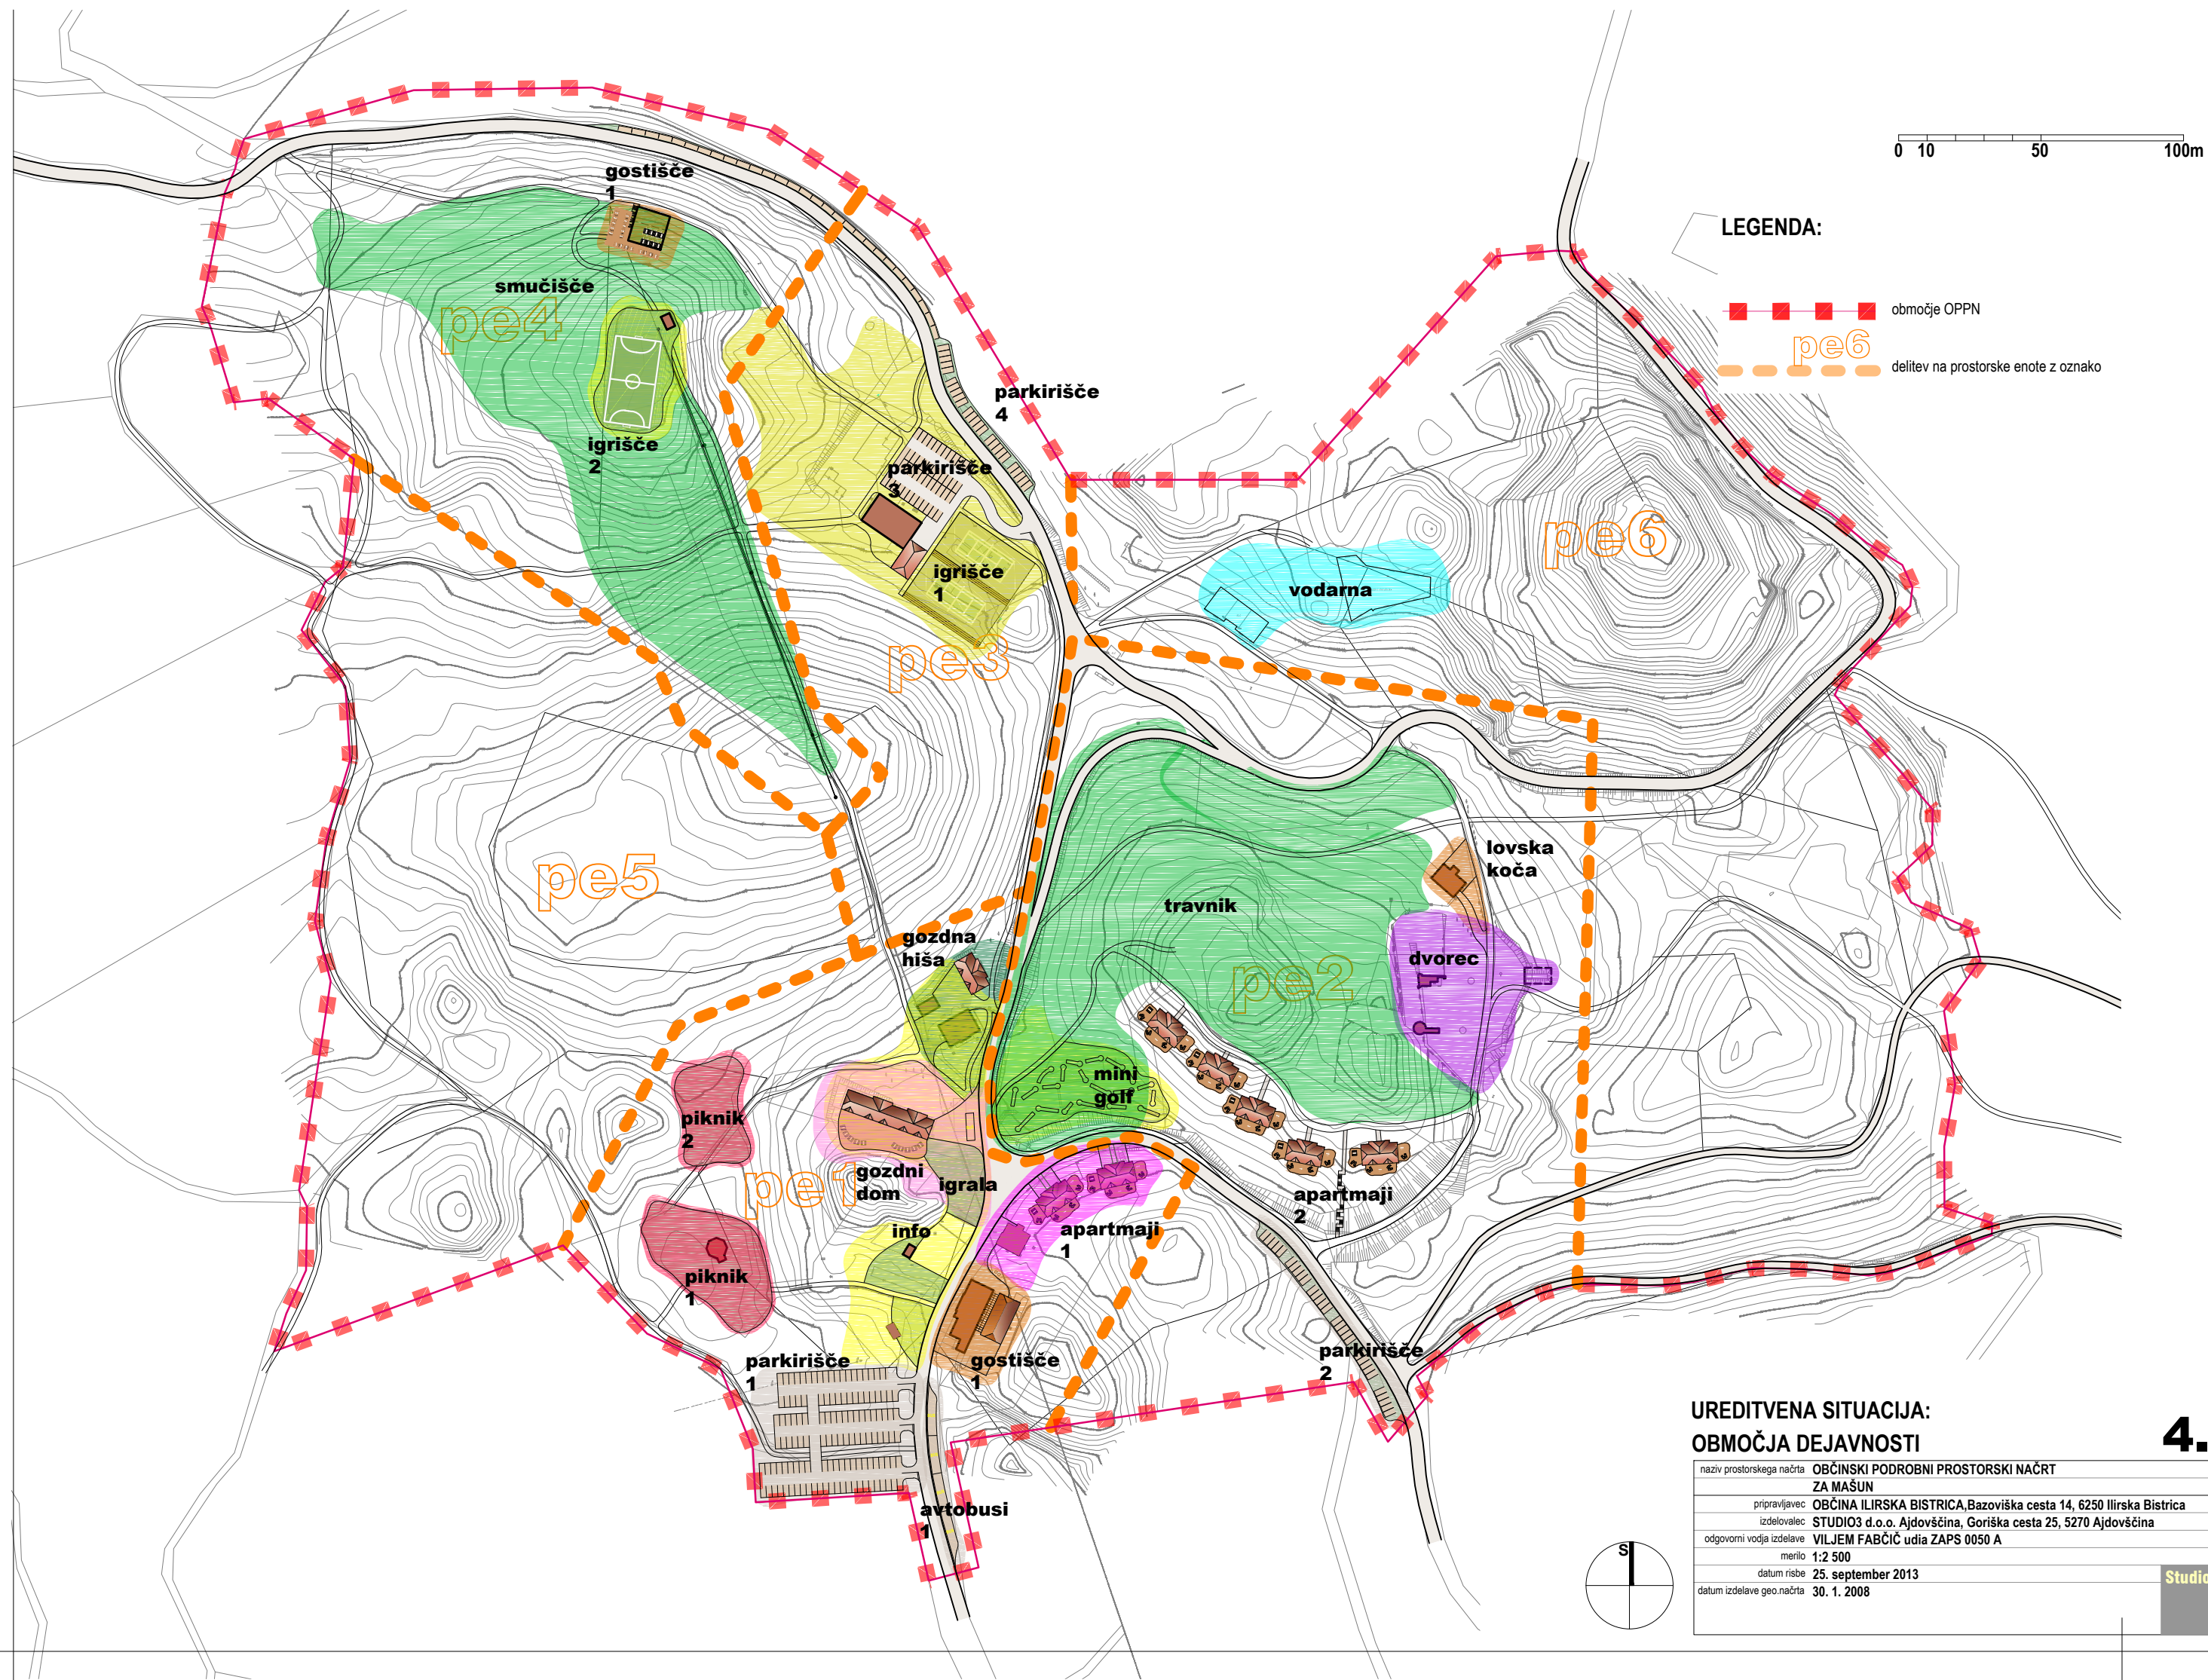 0 10 50 100m
LEGENDA:
območje OPPN
pe6
delitev na prostorske enote z oznako
gostišče
1
smučišče
pe4
igrišče
2
parkirišče
4
parkirišče
3
igrišče
1
pe3
vodarna
pe6
pe5
lovska
koča
travnik
gozdna
hiša
dvorec
pe2
mini
golf
piknik
2
pe1
gozdni
dom
igrala
apartmaji
2
info
apartmaji
1
piknik
1
parkirišče
1
gostišče
1
parkirišče
2
avtobusi
1
S
UREDITVENA SITUACIJA:
OBMOČJA DEJAVNOSTI
4.
naziv prostorskega načrta OBČINSKI PODROBNI PROSTORSKI NAČRT
ZA MAŠUN
pripravljavec OBČINA ILIRSKA BISTRICA,Bazoviška cesta 14, 6250 Ilirska Bistrica
izdelovalec STUDIO3 d.o.o. Ajdovščina, Goriška cesta 25, 5270 Ajdovščina
odgovorni vodja izdelave VILJEM FABČIČ udia ZAPS 0050 A
merilo 1:2 500
datum risbe 25. september 2013
datum izdelave geo.načrta 30. 1. 2008
Studio